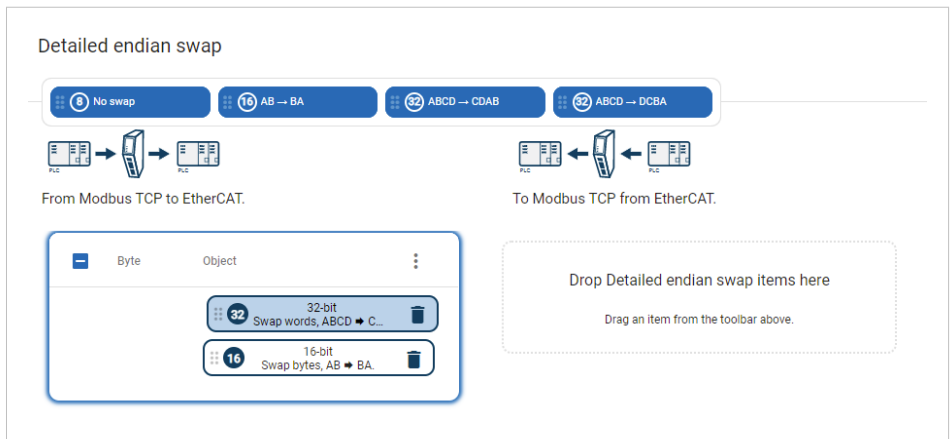 Detailed endian swap
8 No swap
16 AB → BA
32 ABCD → CDAB
32 ABCD → DCBA
PLC PLC
PLC PLC
From Modbus TCP to EtherCAT.
To Modbus TCP from EtherCAT.
Byte Object
32 32-bit
Swap words, ABCD ➡ C...
16 16-bit
Swap bytes, AB ➡ BA.
Drop Detailed endian swap items here
Drag an item from the toolbar above.